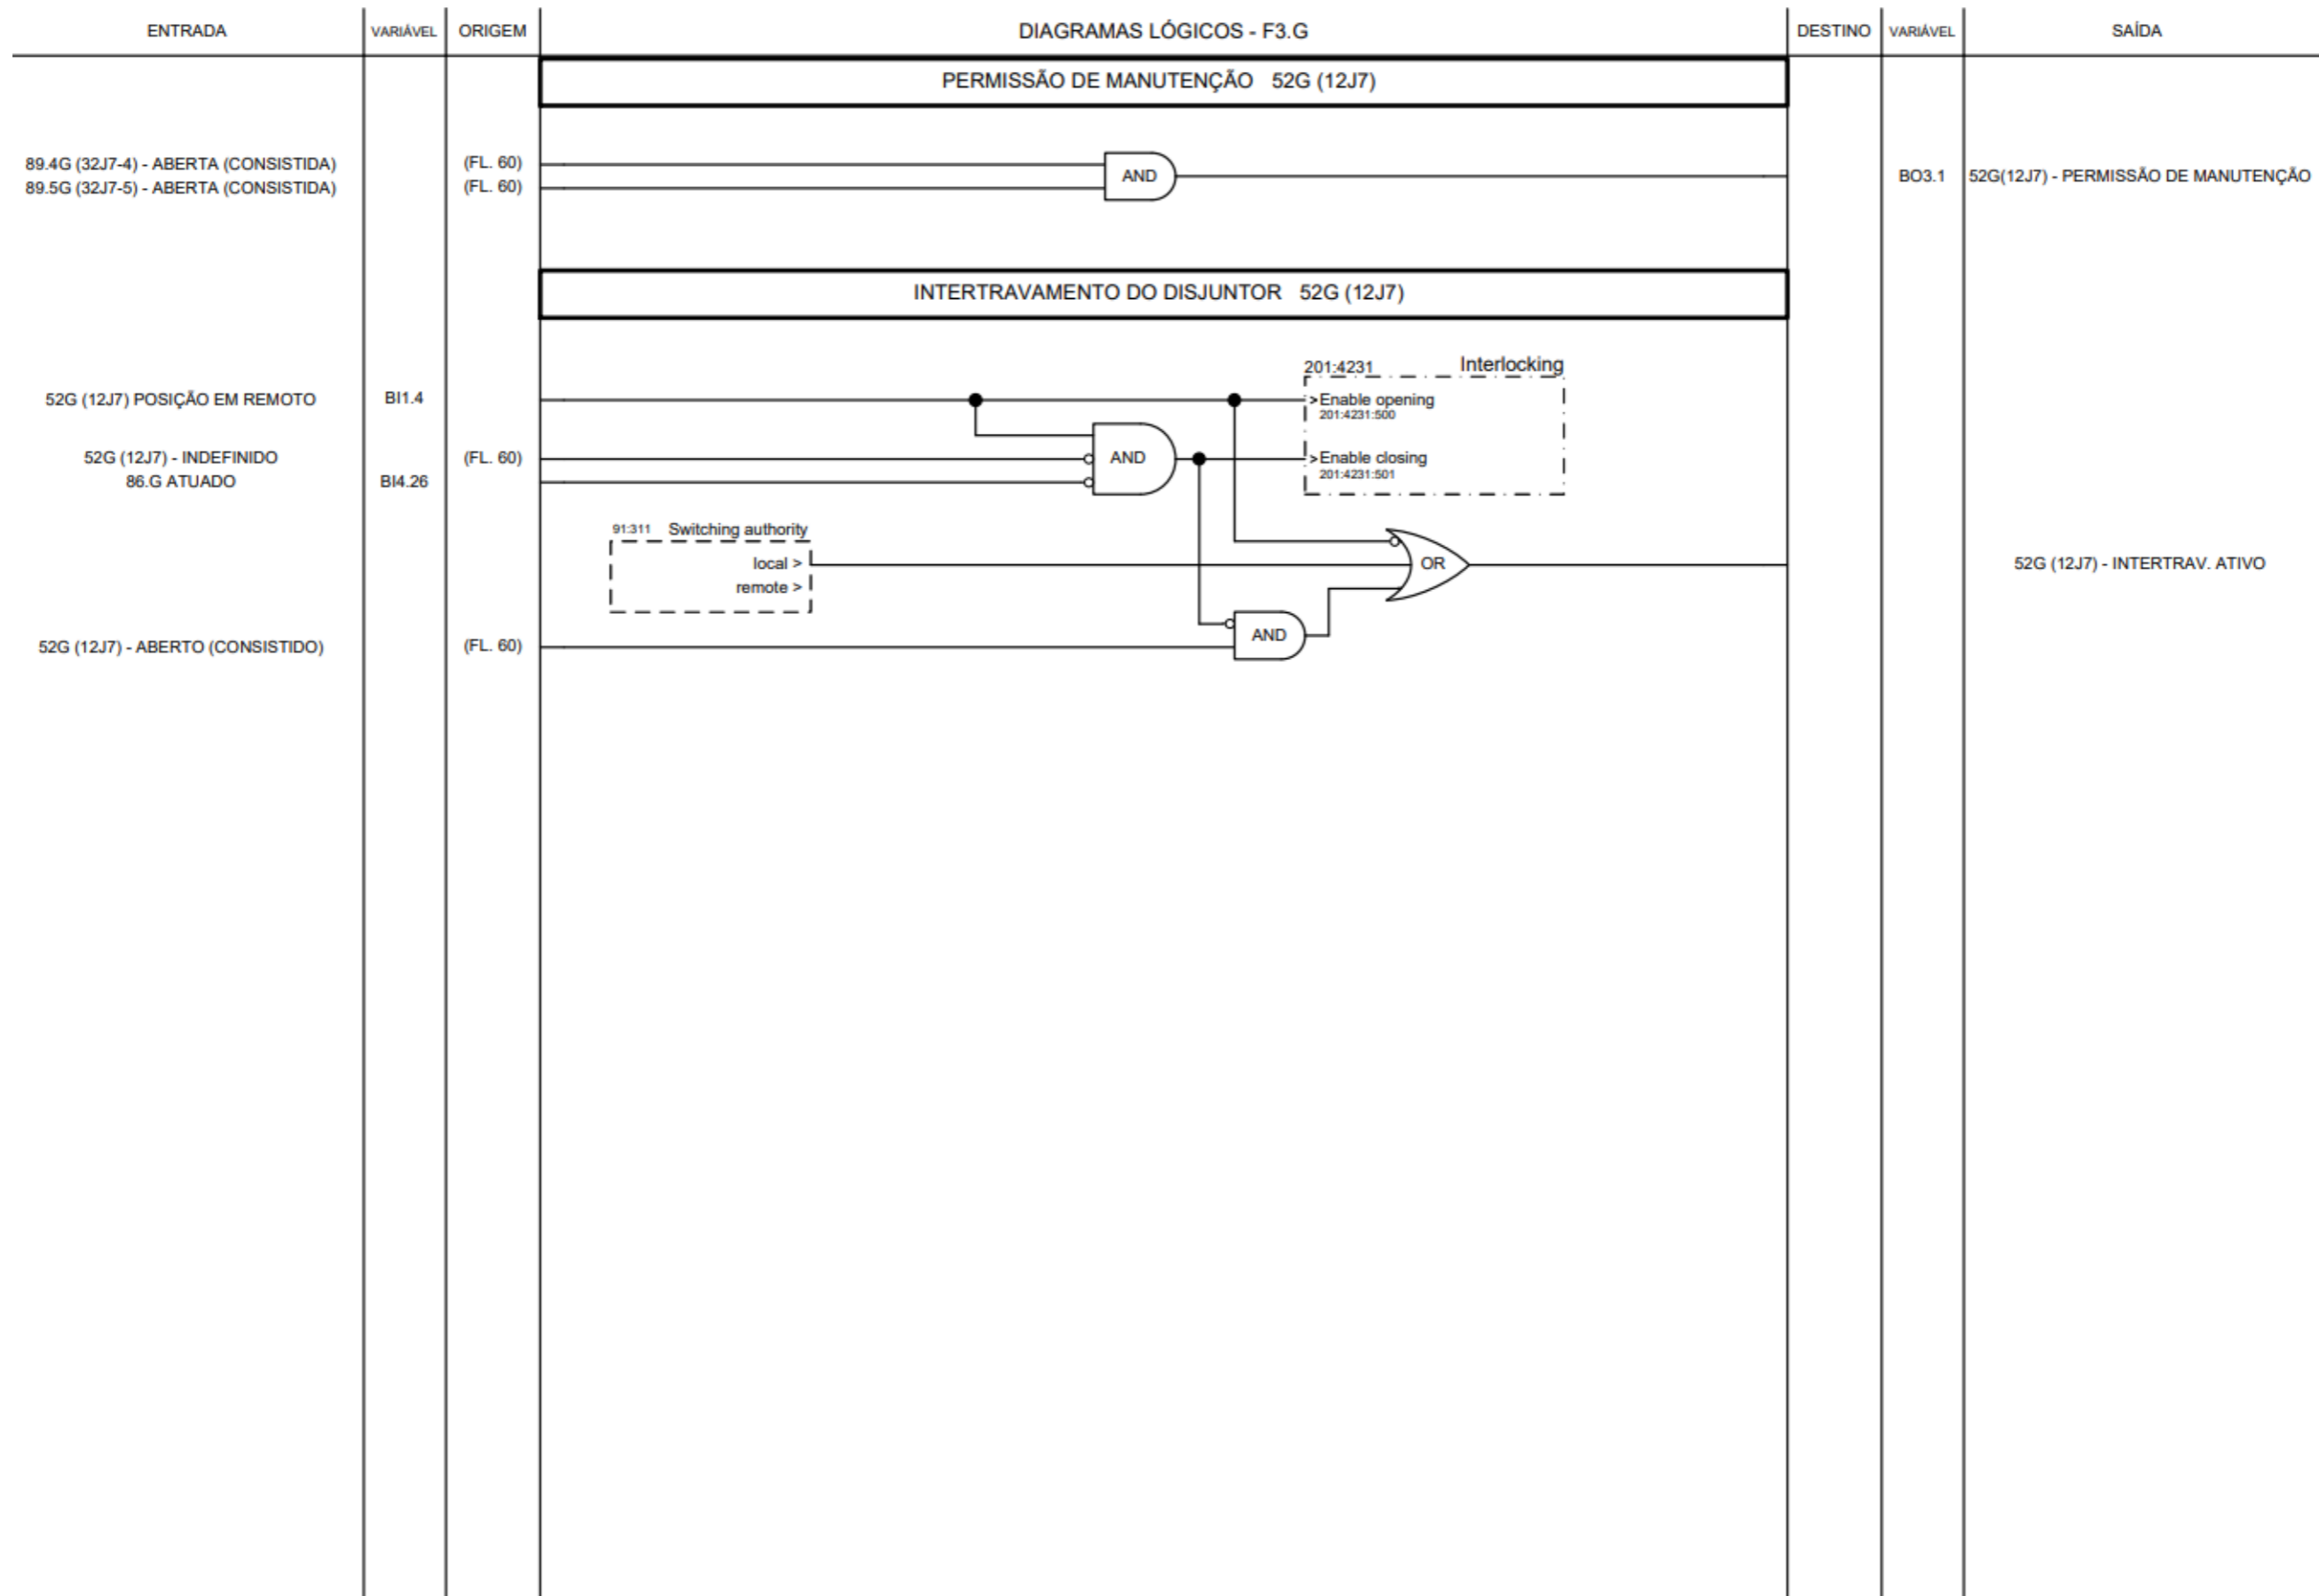 ENTRADA VARIÁVEL ORIGEM DIAGRAMAS LÓGICOS - F3.G DESTINO VARIÁVEL SAÍDA
PERMISSÃO DE MANUTENÇÃO 52G (12J7)
89.4G (32J7-4) - ABERTA (CONSISTIDA) (FL. 60)
89.5G (32J7-5) - ABERTA (CONSISTIDA) (FL. 60)
AND BO3.1 52G(12J7) - PERMISSÃO DE MANUTENÇÃO
INTERTRAVAMENTO DO DISJUNTOR 52G (12J7)
201:4231 Interlocking
52G (12J7) POSIÇÃO EM REMOTO BI1.4 >Enable opening
201:4231:500
52G (12J7) - INDEFINIDO (FL. 60) AND >Enable closing
201:4231:501
86.G ATUADO BI4.26
91:311 Switching authority
local > OR 52G (12J7) - INTERTRAV. ATIVO
remote >
AND
52G (12J7) - ABERTO (CONSISTIDO) (FL. 60)